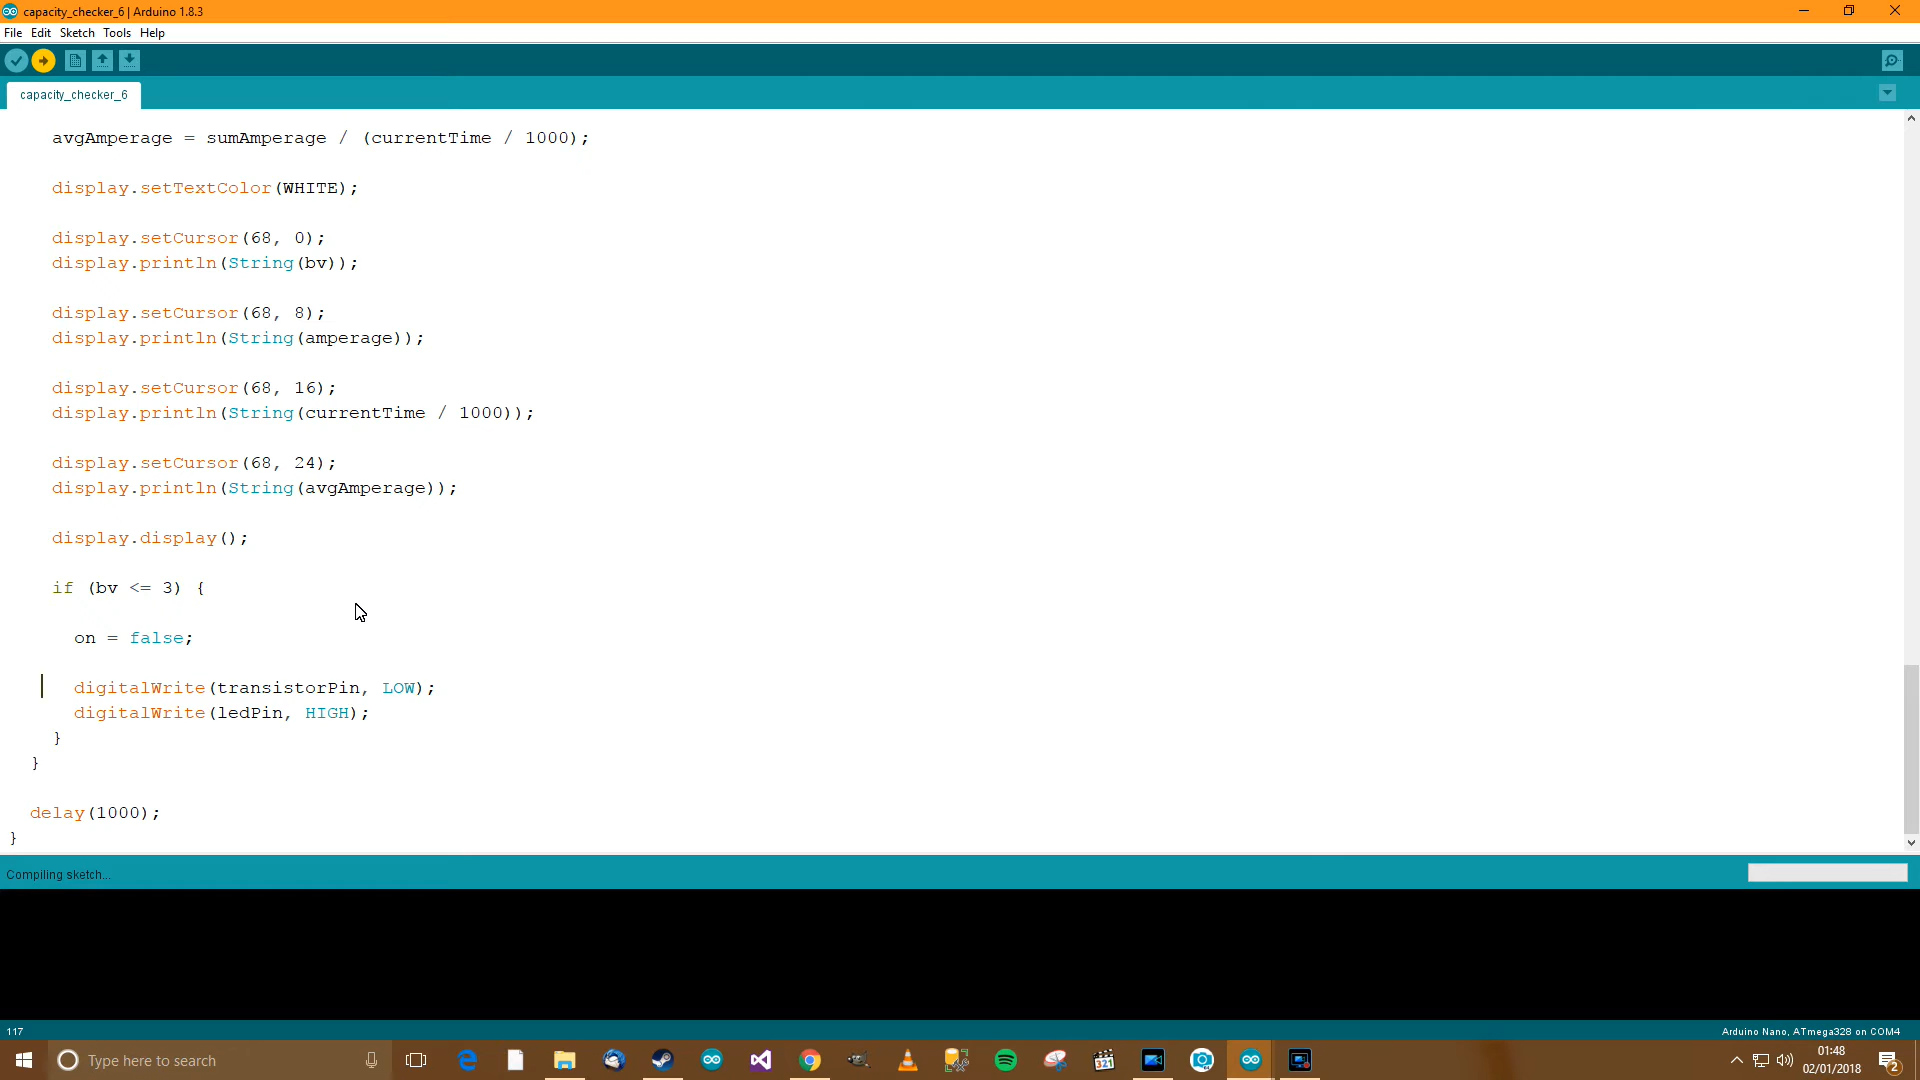 capacity_checker_6 | Arduino 1.8.3
File Edit Sketch Tools Help
capacity_checker_6
avgAmperage = sumAmperage / (currentTime / 1000);
display.setTextColor(WHITE);
display.setCursor(68, 0);
display.println(String(bv));
display.setCursor(68, 8);
display.println(String(amperage));
display.setCursor(68, 16);
display.println(String(currentTime / 1000));
display.setCursor(68, 24);
display.println(String(avgAmperage));
display.display();
if (bv <= 3) {
on = false;
digitalWrite(transistorPin, LOW);
digitalWrite(ledPin, HIGH);
}
}
delay(1000);
}
Compiling sketch...
117
Arduino Nano, ATmega328 on COM4
Type here to search
321
01:48
02/01/2018
2